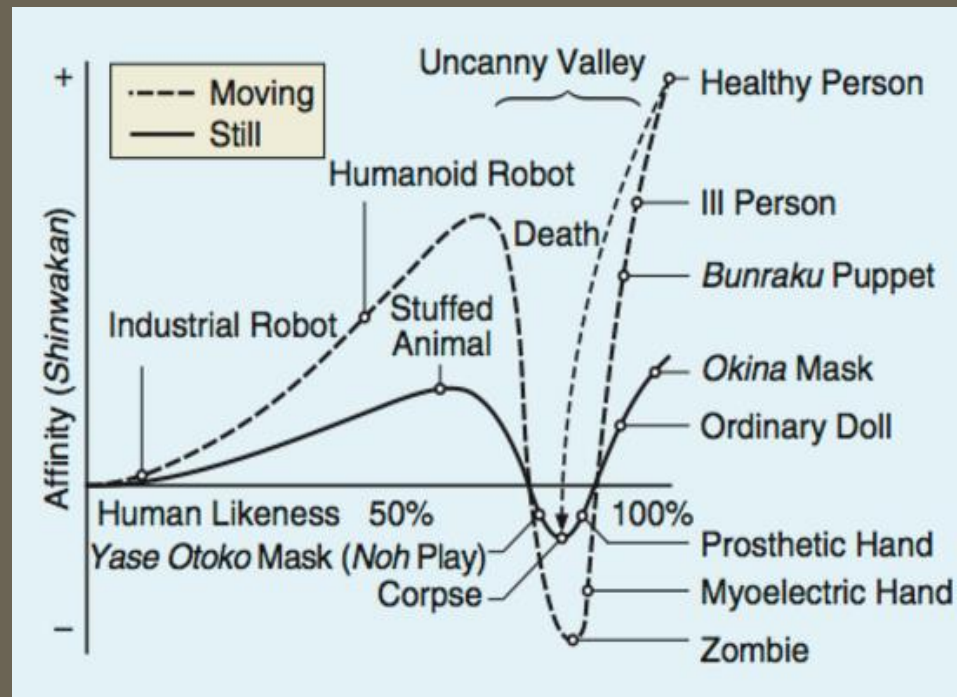 +
Moving
Still
Uncanny Valley
Healthy Person
Humanoid Robot
Death
Ill Person
Bunraku Puppet
Industrial Robot
Stuffed
Animal
Okina Mask
Ordinary Doll
Affinity (Shinwakan)
Human Likeness 50% 100%
Yase Otoko Mask (Noh Play)
Prosthetic Hand
Corpse
Myoelectric Hand
–
Zombie